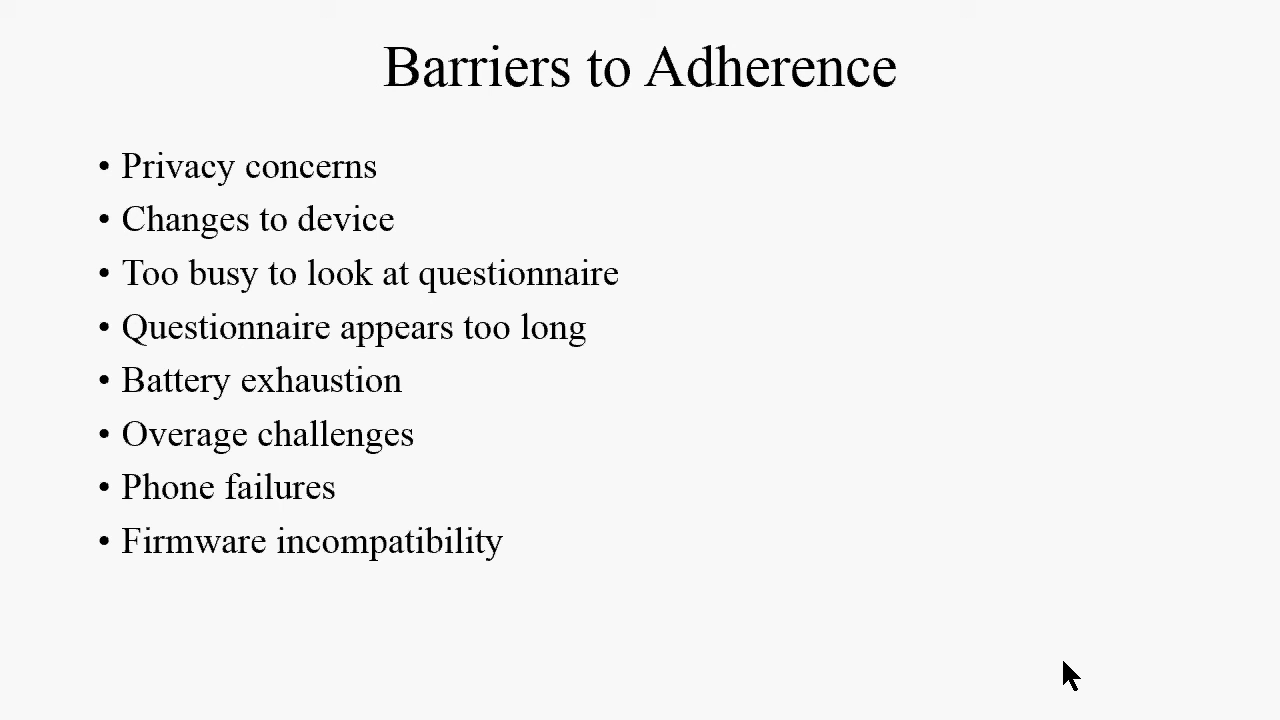 Barriers to Adherence
• Privacy concerns
• Changes to device
• Too busy to look at questionnaire
• Questionnaire appears too long
• Battery exhaustion
• Overage challenges
• Phone failures
• Firmware incompatibility